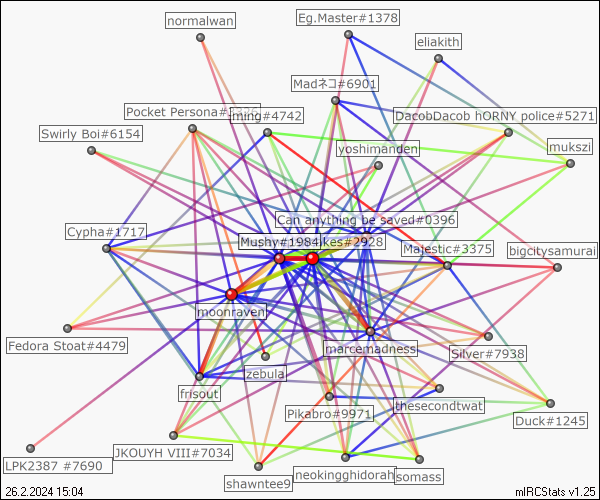 normalwan
Eg.Master#1378
eliakith
Madネコ#6901
Pocket Persona#
ming#4742
DacobDacob hORNY police#5271
Swirly Boi#6154
yoshimanden
mukszi
Can anything be saved#0396
Cypha#1717
Mushy#1984
ikes#2928
Majestic#3375
bigcitysamurai
moonraven
Fedora Stoat#4479
marcemadness
Silver#7938
zebula
frisout
Pikabro#9971
thesecondtwat
Duck#1245
JKOUYH VIII#7034
LPK2387 #7690
shawntee9
neokingghidorah
somass
26.2.2024 15:04
mIRCStats v1.25